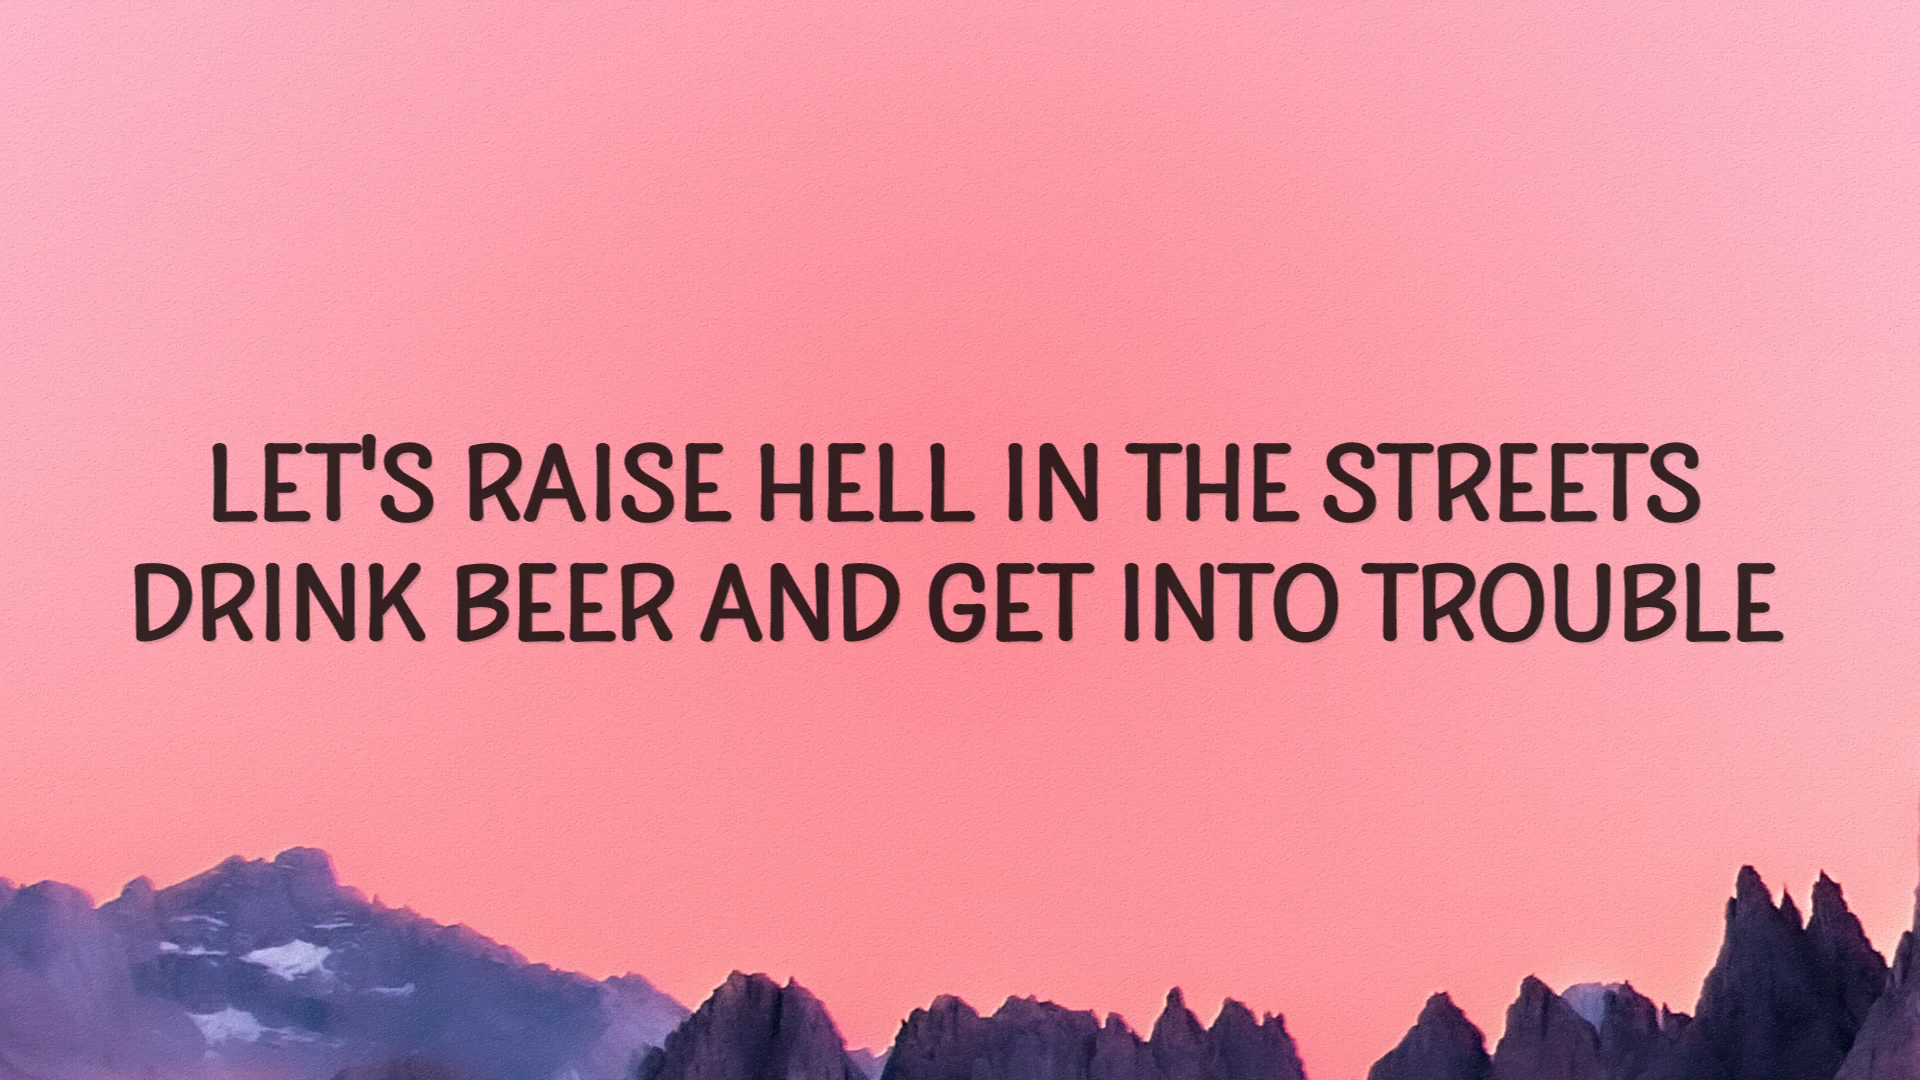 LET'S RAISE HELL IN THE STREETS
DRINK BEER AND GET INTO TROUBLE